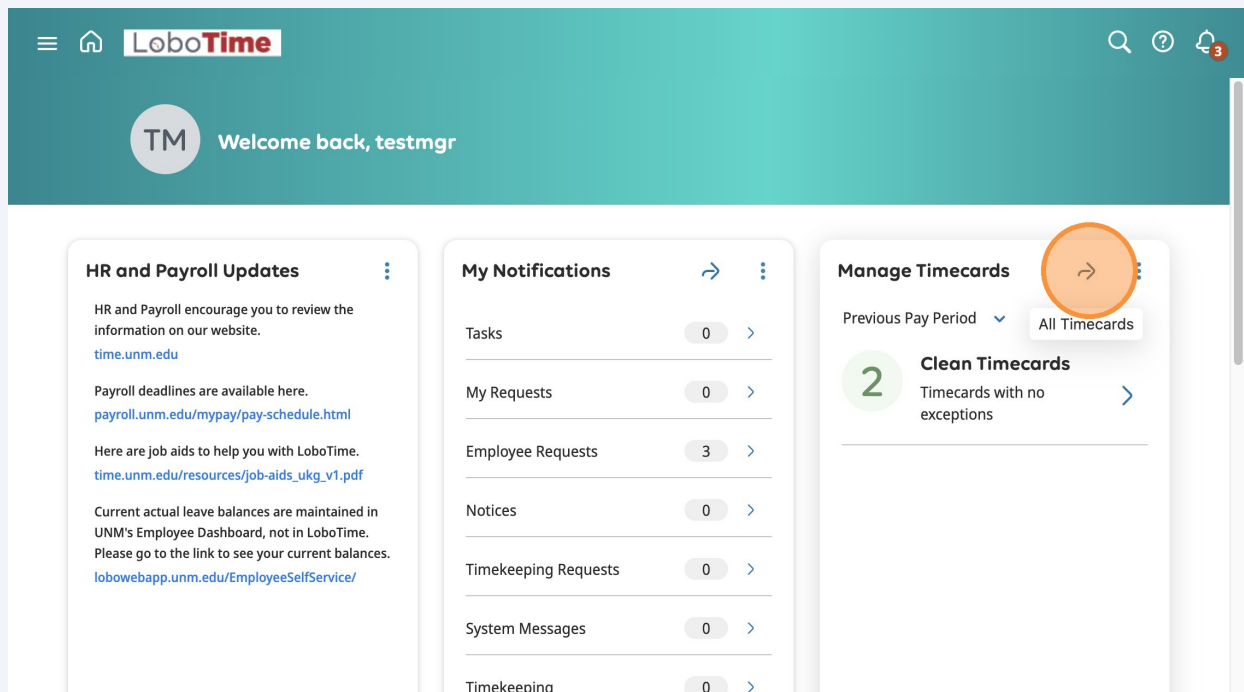 LoboTime
3
TM
Welcome back, testmgr
HR and Payroll Updates
HR and Payroll encourage you to review the
information on our website.
time.unm.edu
Payroll deadlines are available here.
payroll.unm.edu/mypay/pay-schedule.html
Here are job aids to help you with LoboTime.
time.unm.edu/resources/job-aids_ukg_v1.pdf
Current actual leave balances are maintained in
UNM's Employee Dashboard, not in LoboTime.
Please go to the link to see your current balances.
lobowebapp.unm.edu/EmployeeSelfService/
My Notifications
Tasks 0
My Requests 0
Employee Requests 3
Notices 0
Timekeeping Requests 0
System Messages 0
Timekeeping 0
Manage Timecards
Previous Pay Period
All Timecards
2
Clean Timecards
Timecards with no
exceptions